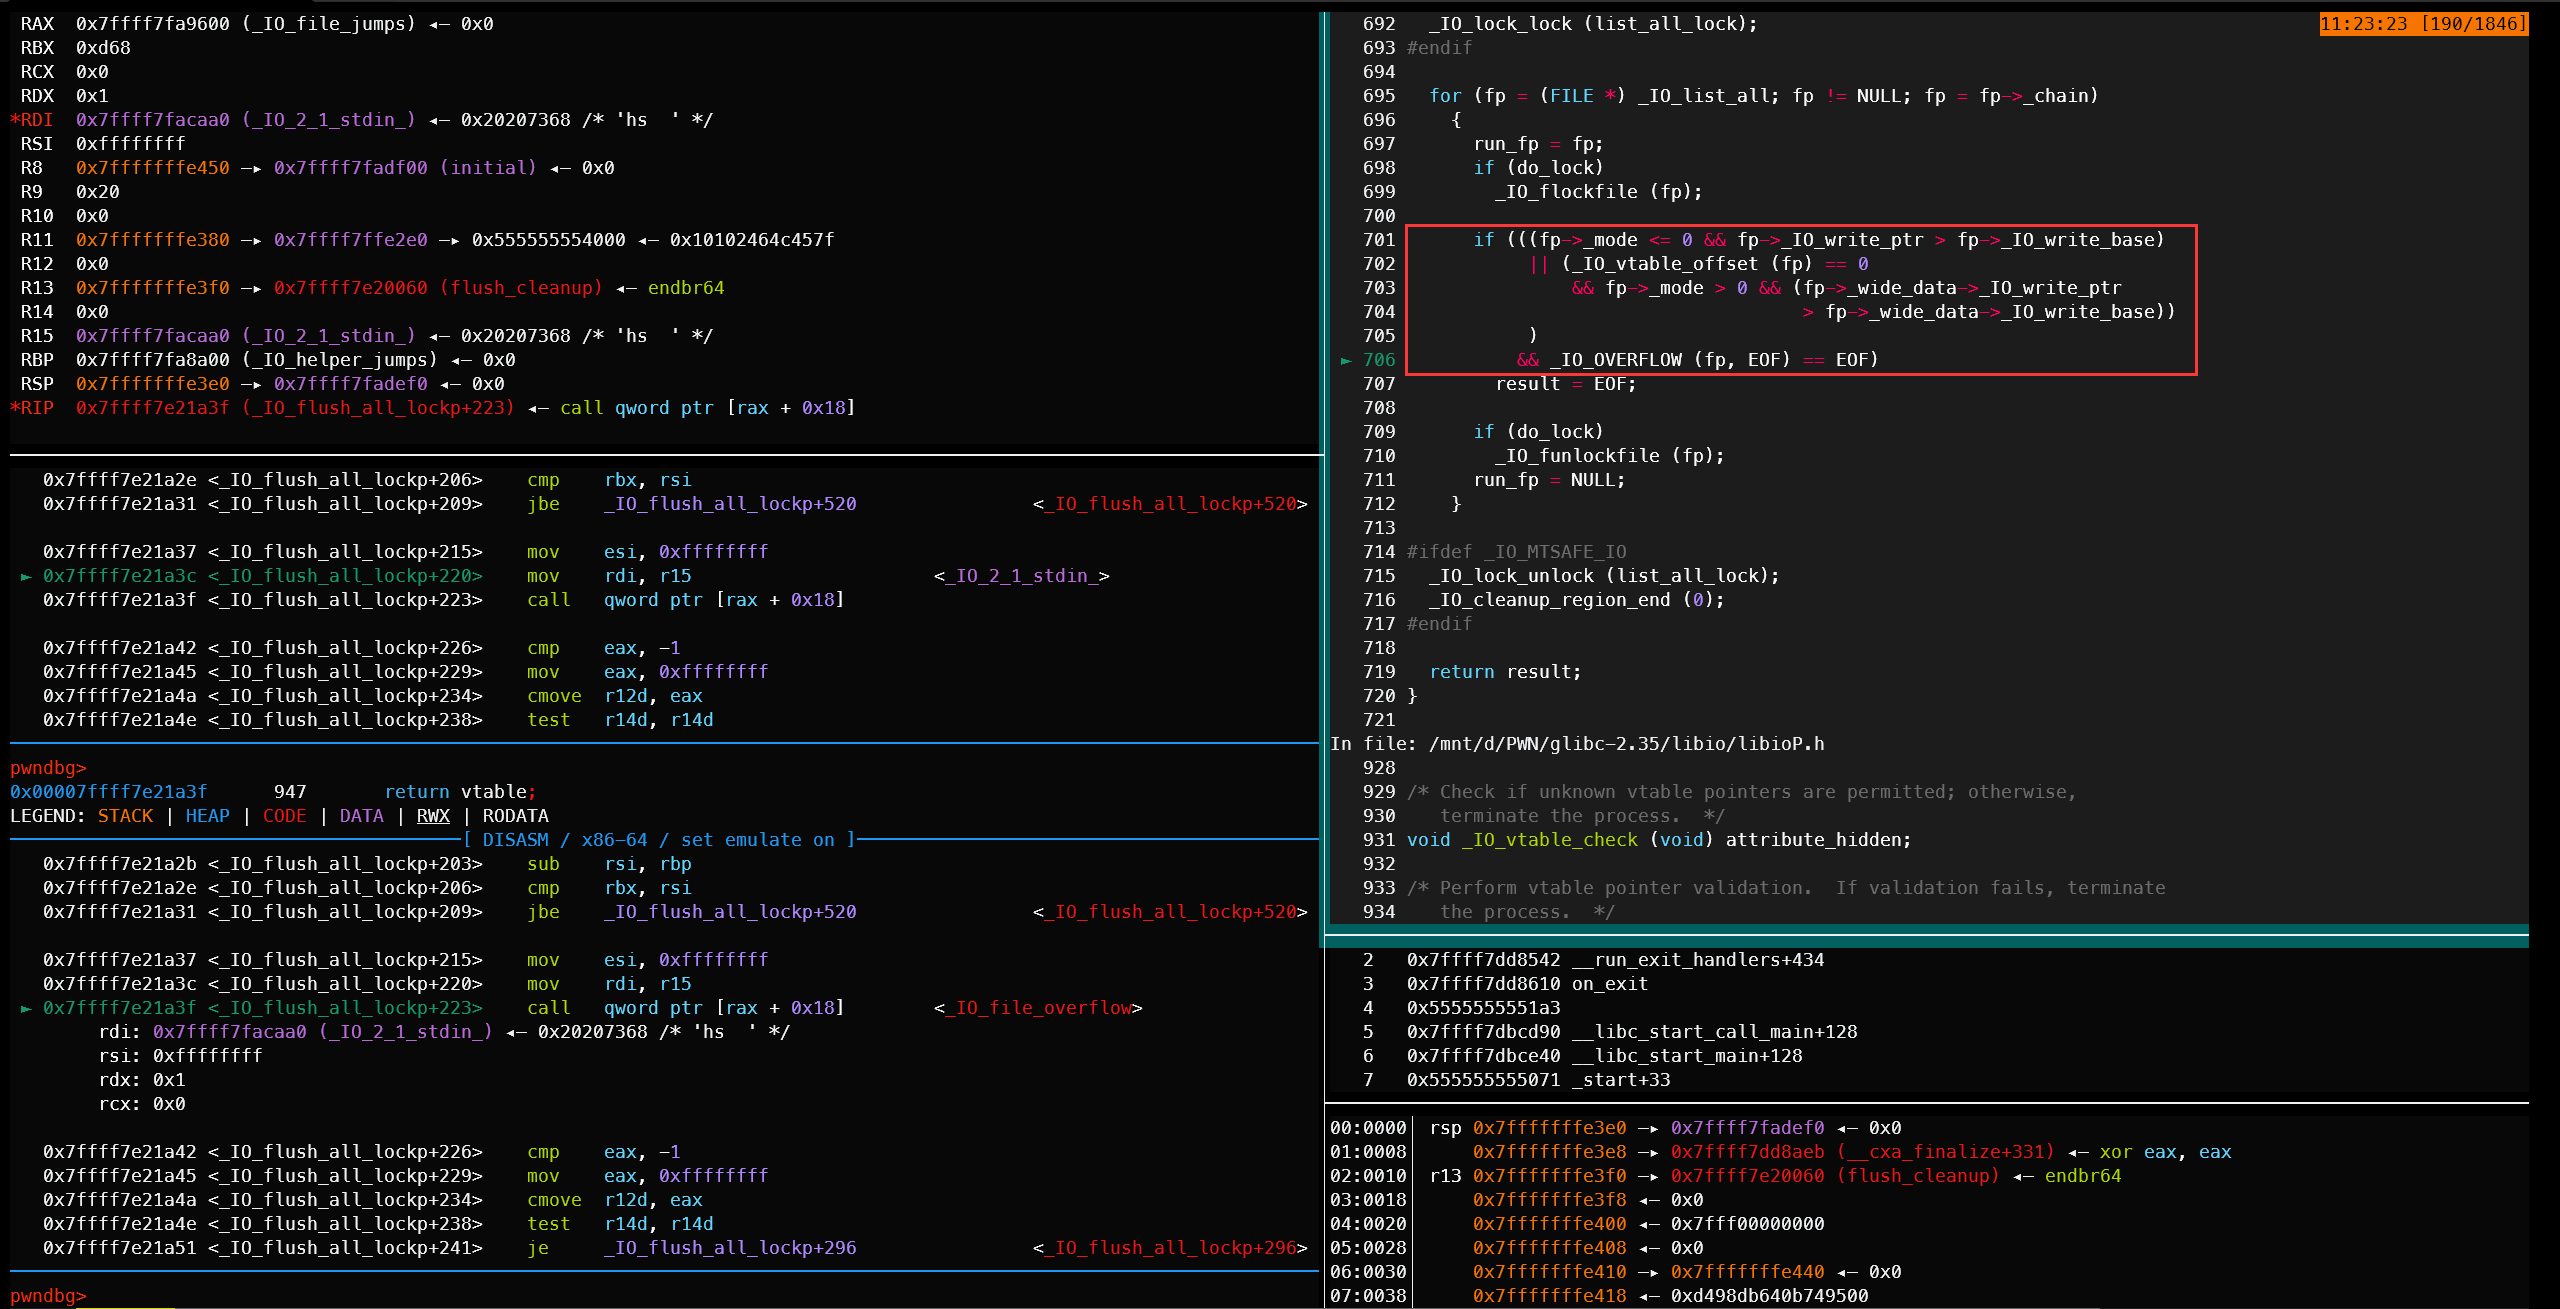 RAX  0x7ffff7fa9600 (_IO_file_jumps) ◂— 0x0
RBX  0xd68
RCX  0x0
RDX  0x1
*RDI  0x7ffff7facaa0 (_IO_2_1_stdin_) ◂— 0x20207368 /* 'hs  ' */
RSI  0xffffffff
R8   0x7fffffffe450 —▸ 0x7ffff7fadf00 (initial) ◂— 0x0
R9   0x20
R10  0x0
R11  0x7fffffffe380 —▸ 0x7ffff7ffe2e0 —▸ 0x555555554000 ◂— 0x10102464c457f
R12  0x0
R13  0x7fffffffe3f0 —▸ 0x7ffff7e20060 (flush_cleanup) ◂— endbr64
R14  0x0
R15  0x7ffff7facaa0 (_IO_2_1_stdin_) ◂— 0x20207368 /* 'hs  ' */
RBP  0x7ffff7fa8a00 (_IO_helper_jumps) ◂— 0x0
RSP  0x7fffffffe3e0 —▸ 0x7ffff7fadef0 ◂— 0x0
*RIP  0x7ffff7e21a3f (_IO_flush_all_lockp+223) ◂— call qword ptr [rax + 0x18]
0x7ffff7e21a2e <_IO_flush_all_lockp+206>    cmp    rbx, rsi
0x7ffff7e21a31 <_IO_flush_all_lockp+209>    jbe    _IO_flush_all_lockp+520                <_IO_flush_all_lockp+520>
0x7ffff7e21a37 <_IO_flush_all_lockp+215>    mov    esi, 0xffffffff
► 0x7ffff7e21a3c <_IO_flush_all_lockp+220>    mov    rdi, r15                      <_IO_2_1_stdin_>
0x7ffff7e21a3f <_IO_flush_all_lockp+223>    call   qword ptr [rax + 0x18]
0x7ffff7e21a42 <_IO_flush_all_lockp+226>    cmp    eax, -1
0x7ffff7e21a45 <_IO_flush_all_lockp+229>    mov    eax, 0xffffffff
0x7ffff7e21a4a <_IO_flush_all_lockp+234>    cmove  r12d, eax
0x7ffff7e21a4e <_IO_flush_all_lockp+238>    test   r14d, r14d
pwndbg>
0x00007ffff7e21a3f      947       return vtable;
LEGEND: STACK | HEAP | CODE | DATA | RWX | RODATA
[ DISASM / x86-64 / set emulate on ]
0x7ffff7e21a2b <_IO_flush_all_lockp+203>    sub    rsi, rbp
0x7ffff7e21a2e <_IO_flush_all_lockp+206>    cmp    rbx, rsi
0x7ffff7e21a31 <_IO_flush_all_lockp+209>    jbe    _IO_flush_all_lockp+520                <_IO_flush_all_lockp+520>
0x7ffff7e21a37 <_IO_flush_all_lockp+215>    mov    esi, 0xffffffff
0x7ffff7e21a3c <_IO_flush_all_lockp+220>    mov    rdi, r15
► 0x7ffff7e21a3f <_IO_flush_all_lockp+223>    call   qword ptr [rax + 0x18]        <_IO_file_overflow>
rdi: 0x7ffff7facaa0 (_IO_2_1_stdin_) ◂— 0x20207368 /* 'hs  ' */
rsi: 0xffffffff
rdx: 0x1
rcx: 0x0
0x7ffff7e21a42 <_IO_flush_all_lockp+226>    cmp    eax, -1
0x7ffff7e21a45 <_IO_flush_all_lockp+229>    mov    eax, 0xffffffff
0x7ffff7e21a4a <_IO_flush_all_lockp+234>    cmove  r12d, eax
0x7ffff7e21a4e <_IO_flush_all_lockp+238>    test   r14d, r14d
0x7ffff7e21a51 <_IO_flush_all_lockp+241>    je     _IO_flush_all_lockp+296                <_IO_flush_all_lockp+296>
pwndbg>
11:23:23 [190/1846]
692   _IO_lock_lock (list_all_lock);
693 #endif
694
695   for (fp = (FILE *) _IO_list_all; fp != NULL; fp = fp->_chain)
696     {
697       run_fp = fp;
698       if (do_lock)
699         _IO_flockfile (fp);
700
701       if (((fp->_mode <= 0 && fp->_IO_write_ptr > fp->_IO_write_base)
702            || (_IO_vtable_offset (fp) == 0
703                && fp->_mode > 0 && (fp->_wide_data->_IO_write_ptr
704                                     > fp->_wide_data->_IO_write_base))
705            )
► 706           && _IO_OVERFLOW (fp, EOF) == EOF)
707         result = EOF;
708
709       if (do_lock)
710         _IO_funlockfile (fp);
711       run_fp = NULL;
712     }
713
714 #ifdef _IO_MTSAFE_IO
715   _IO_lock_unlock (list_all_lock);
716   _IO_cleanup_region_end (0);
717 #endif
718
719   return result;
720 }
721
In file: /mnt/d/PWN/glibc-2.35/libio/libioP.h
928
929 /* Check if unknown vtable pointers are permitted; otherwise,
930    terminate the process.  */
931 void _IO_vtable_check (void) attribute_hidden;
932
933 /* Perform vtable pointer validation.  If validation fails, terminate
934    the process.  */
2   0x7ffff7dd8542 __run_exit_handlers+434
3   0x7ffff7dd8610 on_exit
4   0x5555555551a3
5   0x7ffff7dbcd90 __libc_start_call_main+128
6   0x7ffff7dbce40 __libc_start_main+128
7   0x555555555071 _start+33
00:0000│ rsp 0x7fffffffe3e0 —▸ 0x7ffff7fadef0 ◂— 0x0
01:0008│     0x7fffffffe3e8 —▸ 0x7ffff7dd8aeb (__cxa_finalize+331) ◂— xor eax, eax
02:0010│ r13 0x7fffffffe3f0 —▸ 0x7ffff7e20060 (flush_cleanup) ◂— endbr64
03:0018│     0x7fffffffe3f8 ◂— 0x0
04:0020│     0x7fffffffe400 ◂— 0x7fff00000000
05:0028│     0x7fffffffe408 ◂— 0x0
06:0030│     0x7fffffffe410 —▸ 0x7fffffffe440 ◂— 0x0
07:0038│     0x7fffffffe418 ◂— 0xd498db640b749500